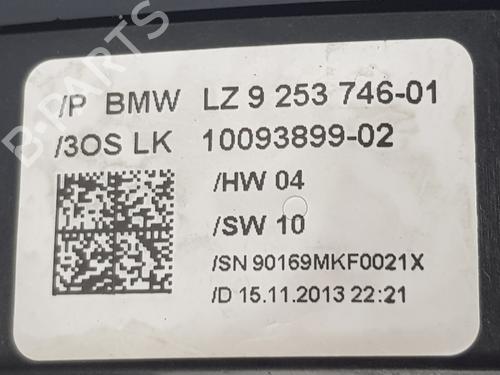 /P BMW LZ 9 253 746-01
/3OS LK 10093899-02
/HW 04
/SW 10
/SN 90169MKF0021X
/D 15.11.2013 22:21
B-PARTS